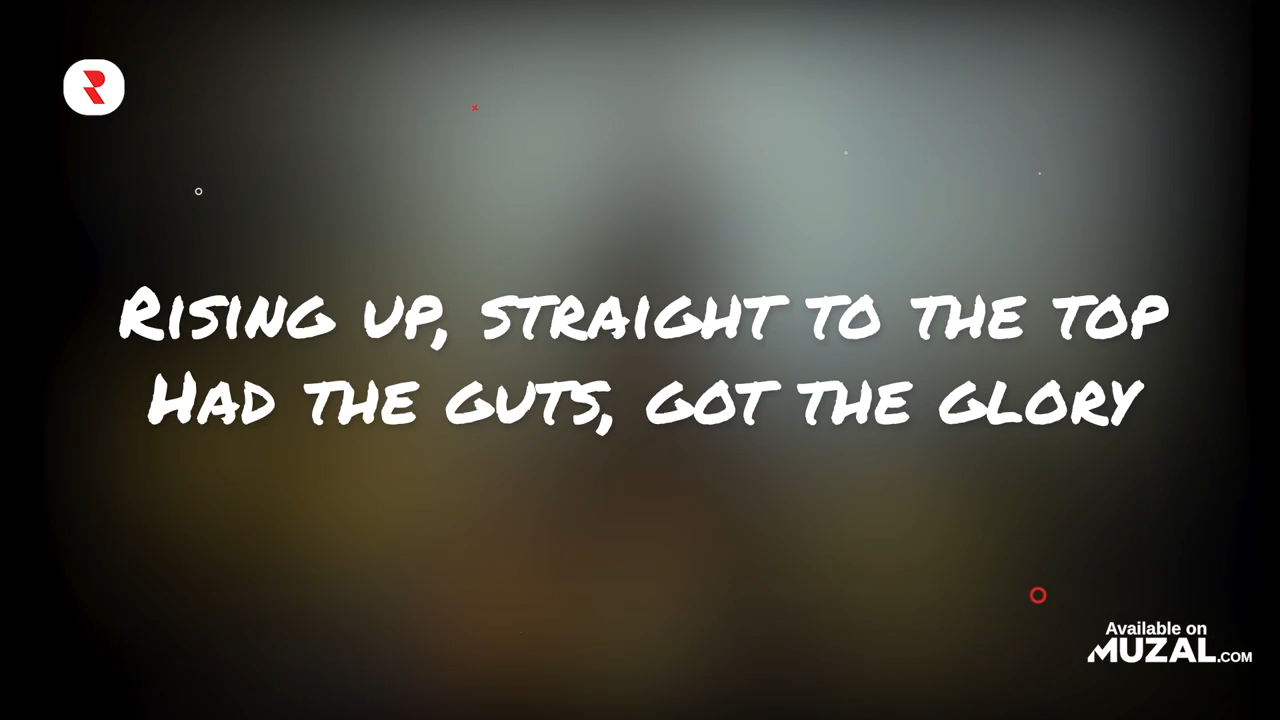 Rising up, straight to the top
Had the guts, got the glory
Available on
MUZAL.COM